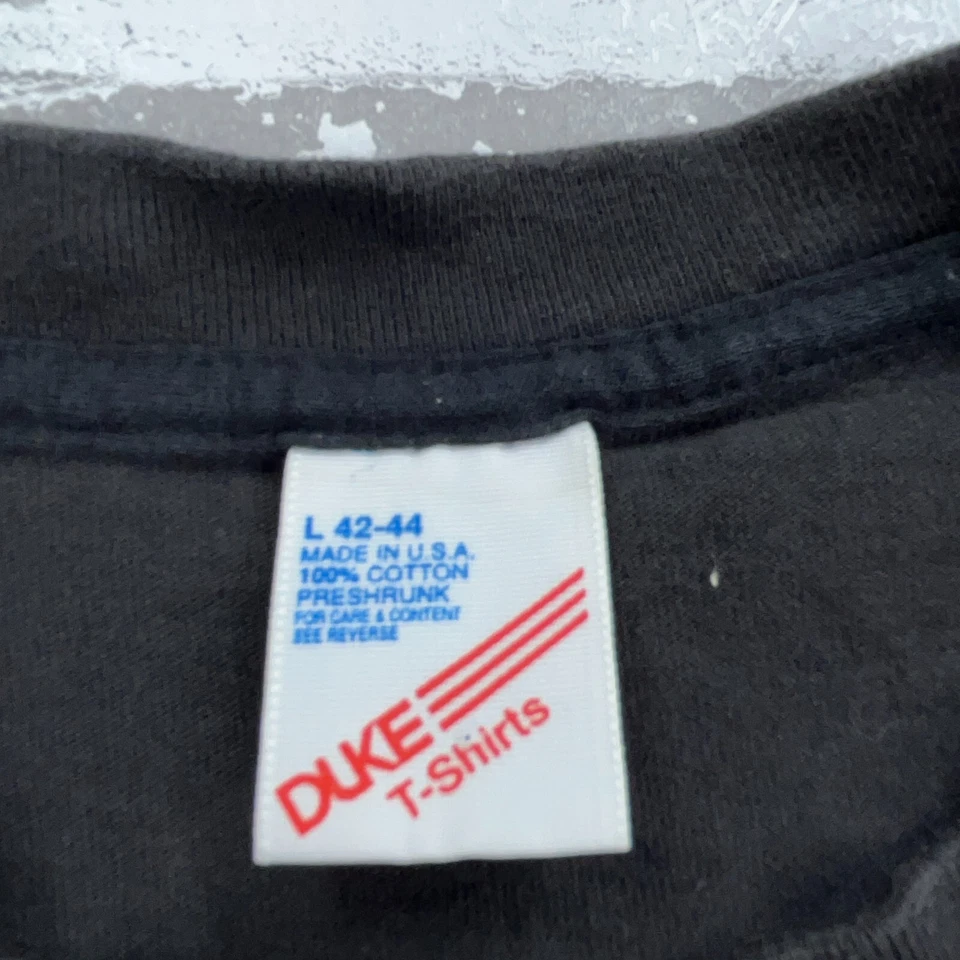 L 42-44
MADE IN U.S.A.
100% COTTON
PRESHRUNK
FOR CARE & CONTENT
SEE REVERSE
DUKE
T-Shirts